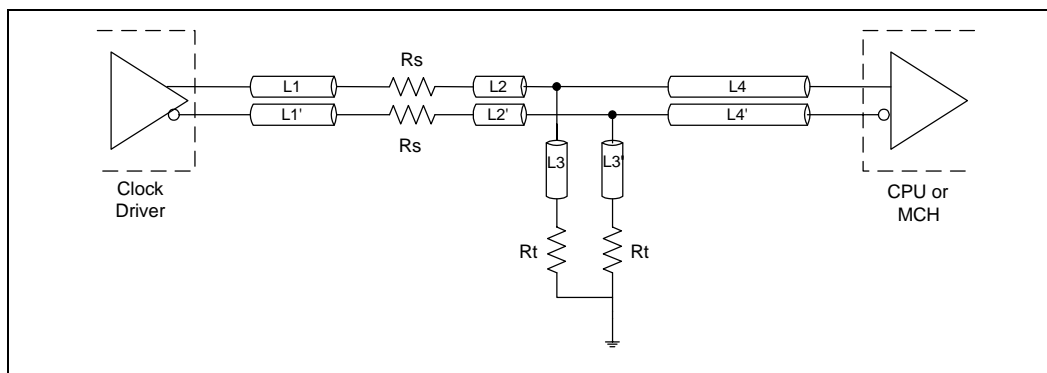 Rs
L1
L2
L4
L1'
L2'
L4'
Rs
L3
L3'
Clock
Driver
CPU or
MCH
Rt
Rt